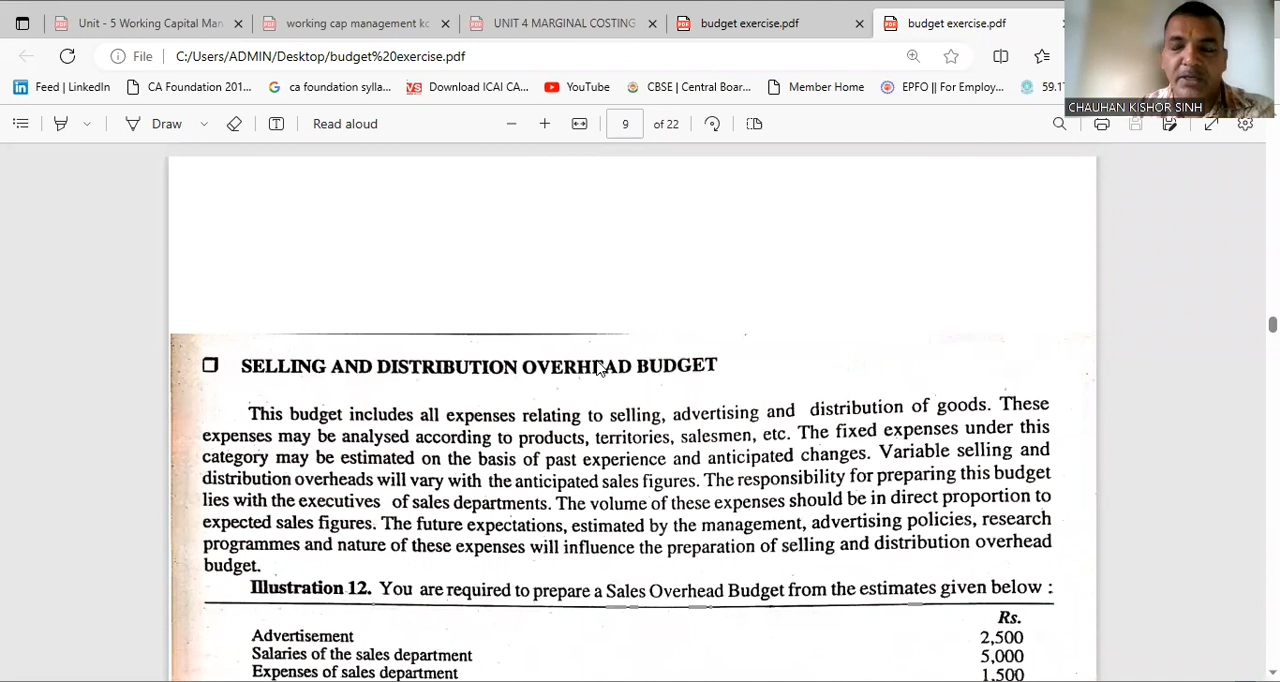 Unit - 5 Working Capital Man
working cap management ko
UNIT 4 MARGINAL COSTING
budget exercise.pdf
budget exercise.pdf
File
C:/Users/ADMIN/Desktop/budget%20exercise.pdf
Feed | LinkedIn
CA Foundation 201...
ca foundation sylla...
Downlo...CAI CA...
YouTube
CBSE | Central Boar...
Member Home
EPFO || For Employ...
59.1
CHAUHAN KISHOR SINH
Draw
Read aloud
9
of 22
SELLING AND DISTRIBUTION OVERHEAD BUDGET
This budget includes all expenses relating to selling, advertising and distribution of goods. These
expenses may be analysed according to products, territories, salesmen, etc. The fixed expenses under this
category may be estimated on the basis of past experience and anticipated changes. Variable selling and
distribution overheads will vary with the anticipated sales figures. The responsibility for preparing this budget
lies with the executives of sales departments. The volume of these expenses should be in direct proportion to
expected sales figures. The future expectations, estimated by the management, advertising policies, research
programmes and nature of these expenses will influence the preparation of selling and distribution overhead
budget.
Illustration 12. You are required to prepare a Sales Overhead Budget from the estimates given below :
Rs.
Advertisement 2,500
Salaries of the sales department 5,000
Expenses of sales department 1,500